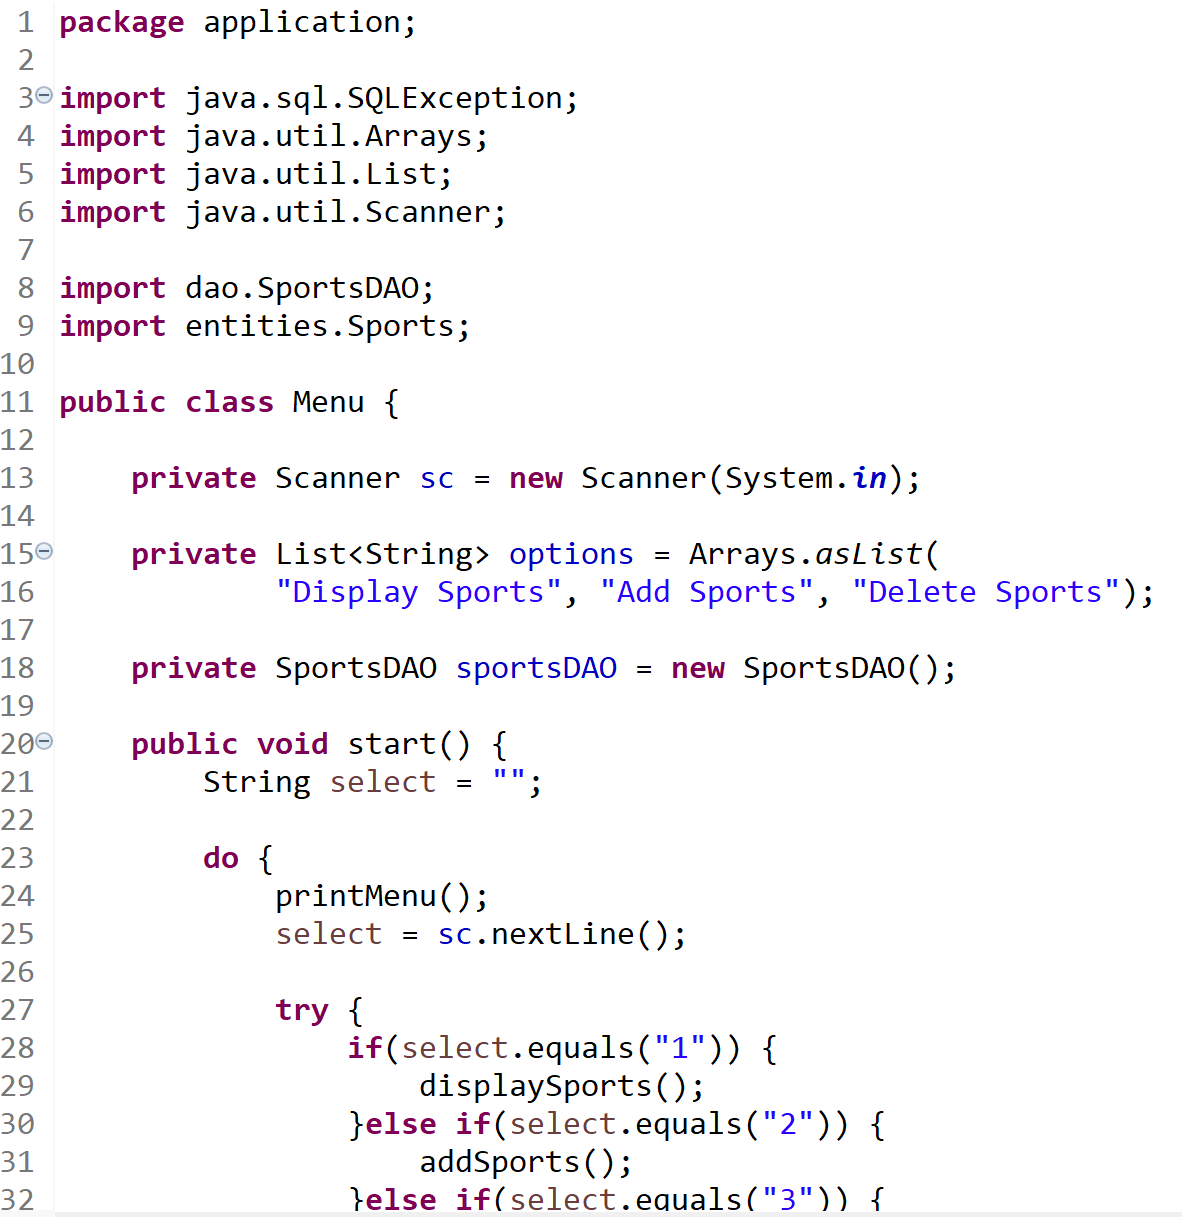 1 package application;
2
3 import java.sql.SQLException;
4 import java.util.Arrays;
5 import java.util.List;
6 import java.util.Scanner;
7
8 import dao.SportsDAO;
9 import entities.Sports;
10
11 public class Menu {
12
13     private Scanner sc = new Scanner(System.in);
14
15     private List<String> options = Arrays.asList(
16             "Display Sports", "Add Sports", "Delete Sports");
17
18     private SportsDAO sportsDAO = new SportsDAO();
19
20     public void start() {
21         String select = "";
22
23         do {
24             printMenu();
25             select = sc.nextLine();
26
27             try {
28                 if(select.equals("1")) {
29                     displaySports();
30                 }else if(select.equals("2")) {
31                     addSports();
32                 }else if(select.equals("3")) {